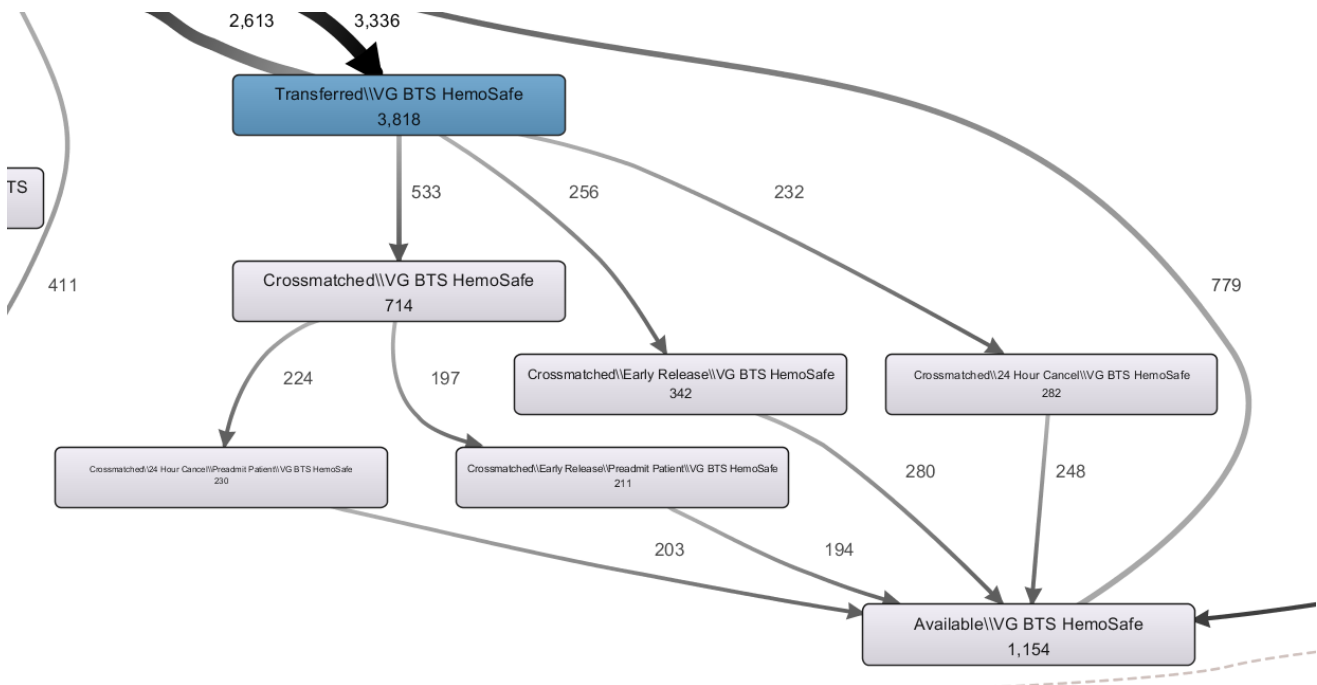 2,613
3,336
Transferred\\VG BTS HemoSafe
3,818
TS
533
256
232
411
Crossmatched\\VG BTS HemoSafe
714
779
224
197
Crossmatched\\Early Release\\VG BTS HemoSafe
342
Crossmatched\\24 Hour Cancel\\VG BTS HemoSafe
282
Crossmatched\\24 Hour Cancel\\Preadmit Patient\\VG BTS HemoSafe
230
Crossmatched\\Early Release\\Preadmit Patient\\VG BTS HemoSafe
211
280
248
203
194
Available\\VG BTS HemoSafe
1,154